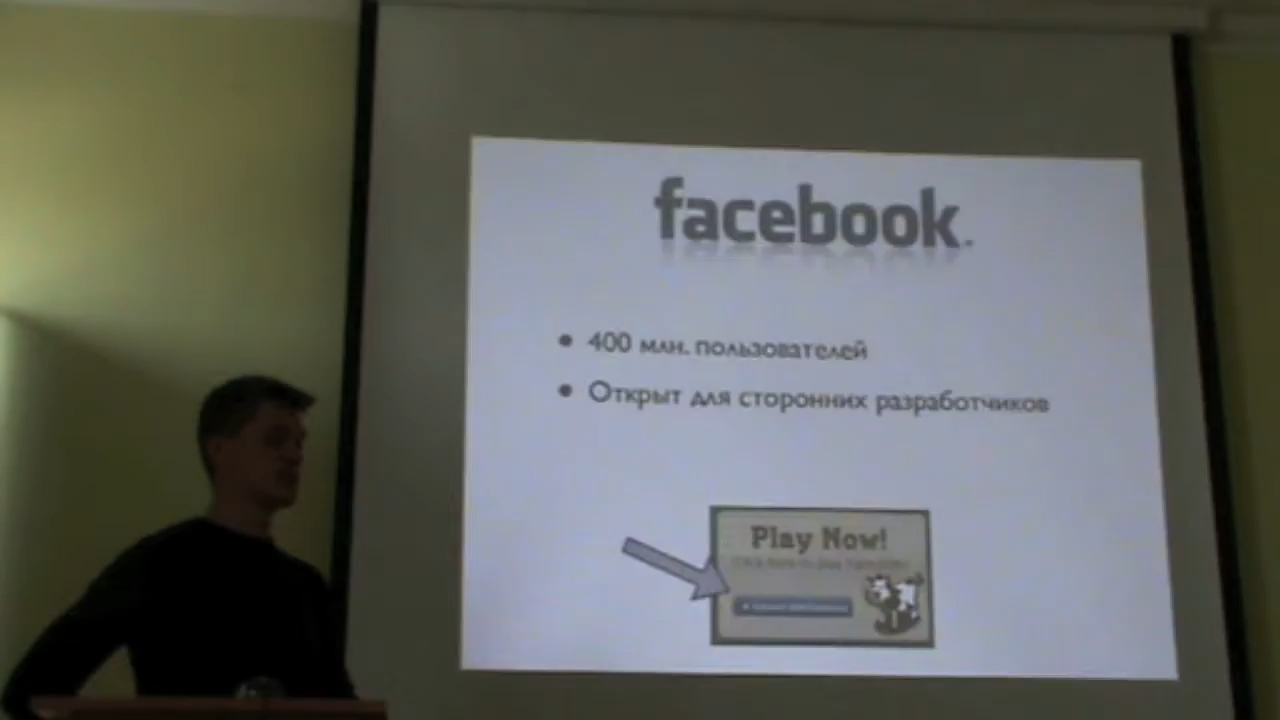 facebook
400 млн. пользователей
Открыт для сторонних разработчиков
Play Now!